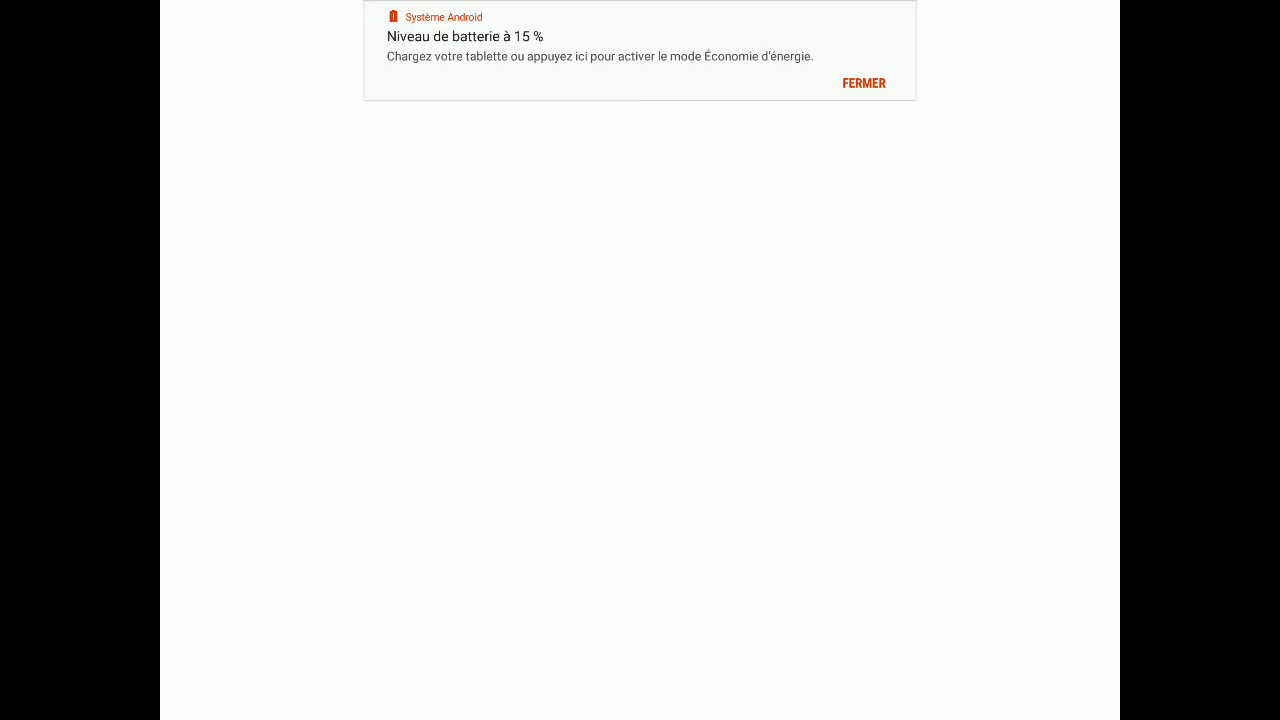 Système Android
Niveau de batterie à 15 %
Chargez votre tablette ou appuyez ici pour activer le mode Économie d'énergie.
FERMER